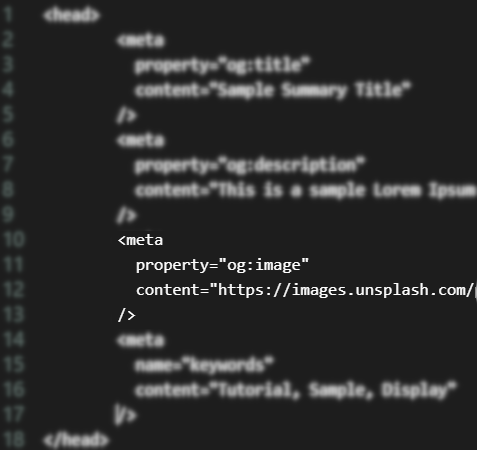 1 <head>
2 <meta
3 property="og:title"
4 content="Sample Summary Title"
5 />
6 <meta
7 property="og:description"
8 content="This is a sample Lorem Ipsum
9 />
10 <meta
11 property="og:image"
12 content="https://images.unsplash.com/p
13 />
14 <meta
15 name="keywords"
16 content="Tutorial, Sample, Display"
17 />
18 </head>